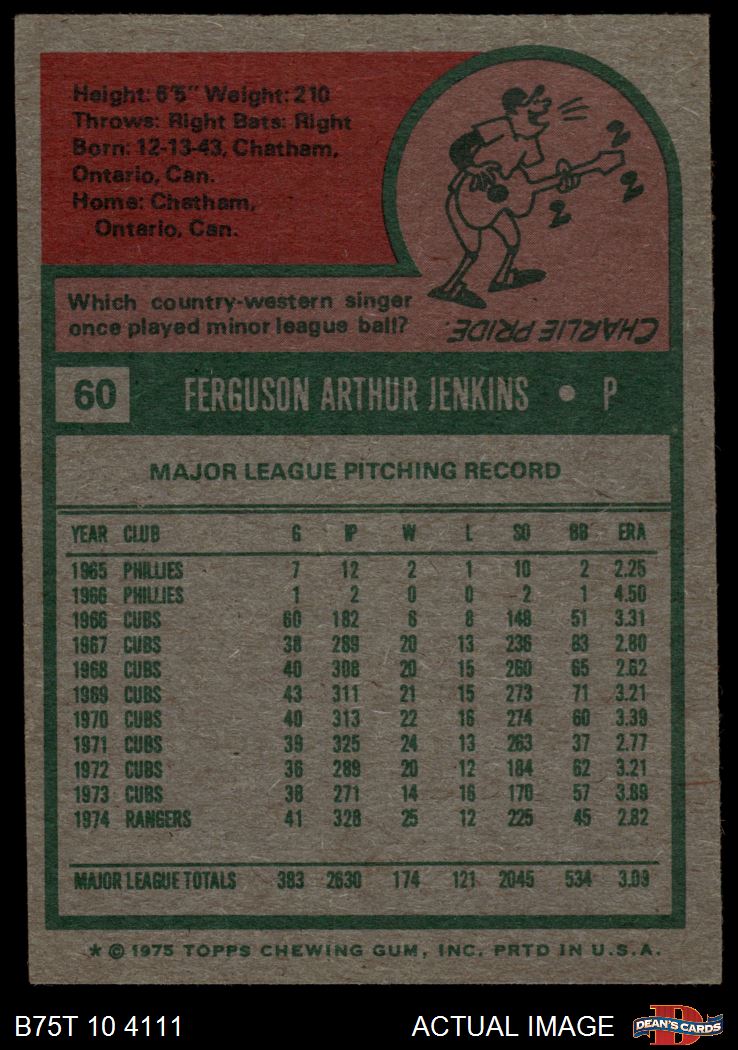 Height: 6'5" Weight: 210
Throws: Right Bats: Right
Born: 12-13-43, Chatham,
Ontario, Can.
Home: Chatham,
Ontario, Can.
Z
Z
Z
Which country-western singer
once played minor league ball?
CHARLIE PRIDE.
60 FERGUSON ARTHUR JENKINS • P
MAJOR LEAGUE PITCHING RECORD
YEAR CLUB G IP W L SO BB ERA
1965 PHILLIES 7 12 2 1 10 2 2.25
1966 PHILLIES 1 2 0 0 2 1 4.50
1966 CUBS 60 182 6 8 148 51 3.31
1967 CUBS 38 289 20 13 236 83 2.80
1968 CUBS 40 308 20 15 260 65 2.62
1969 CUBS 43 311 21 15 273 71 3.21
1970 CUBS 40 313 22 16 274 60 3.39
1971 CUBS 39 325 24 13 263 37 2.77
1972 CUBS 36 289 20 12 184 62 3.21
1973 CUBS 38 271 14 16 170 57 3.89
1974 RANGERS 41 328 25 12 225 45 2.82
MAJOR LEAGUE TOTALS 383 2630 174 121 2045 534 3.09
* © 1975 TOPPS CHEWING GUM, INC. PRTD IN U.S.A.
B75T 10 4111 ACTUAL IMAGE DEAN'S CARDS